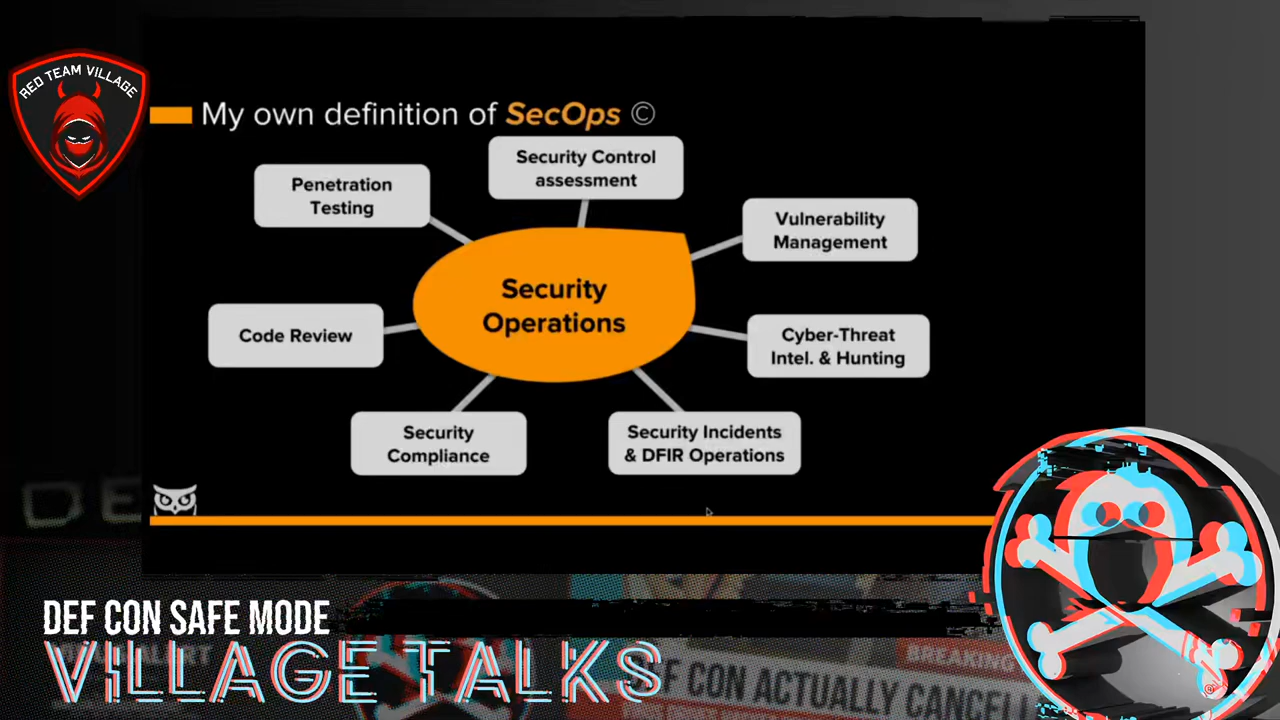 RED TEAM VILLAGE
My own definition of SecOps ©
Security Control
assessment
Penetration
Testing
Vulnerability
Management
Security
Operations
Code Review
Cyber-Threat
Intel. & Hunting
Security
Compliance
Security Incidents
& DFIR Operations
DE
DEF CON SAFE MODE
VILLAGE TALKS
BREAKING
DEF CON ACTUALLY CANCELL